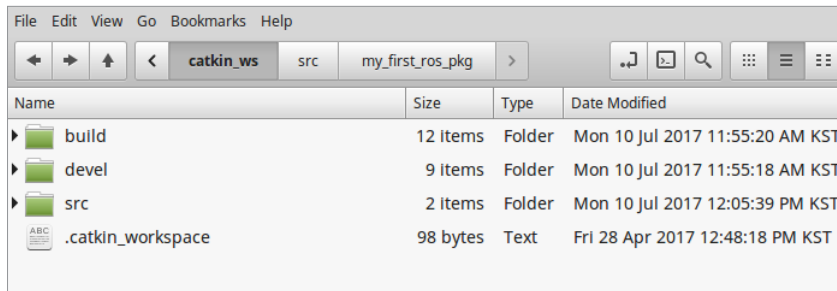 File Edit View Go Bookmarks Help
catkin_ws src my_first_ros_pkg
Name Size Type Date Modified
build 12 items Folder Mon 10 Jul 2017 11:55:20 AM KST
devel 9 items Folder Mon 10 Jul 2017 11:55:18 AM KST
src 2 items Folder Mon 10 Jul 2017 12:05:39 PM KST
ABC .catkin_workspace 98 bytes Text Fri 28 Apr 2017 12:48:18 PM KST